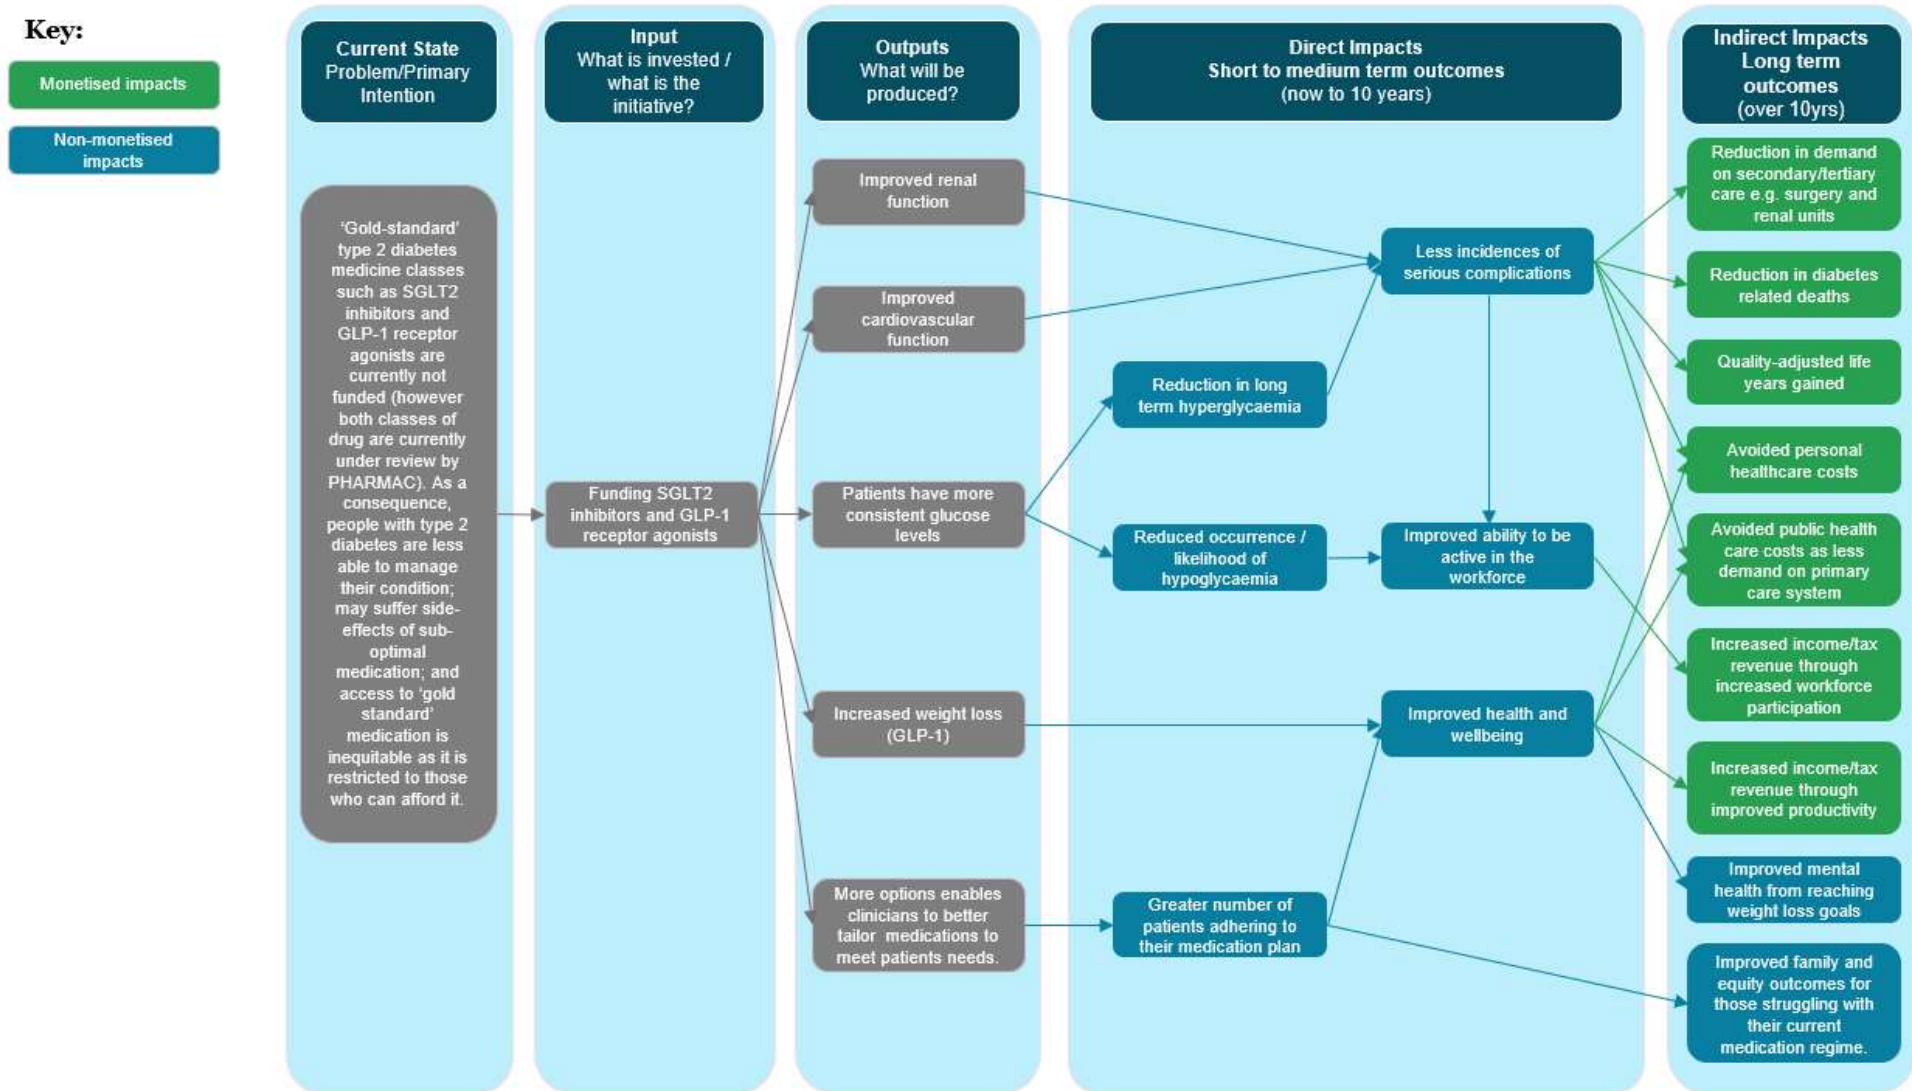 Key:
Monetised impacts
Non-monetised
impacts
Current State
Problem/Primary
Intention
Input
What is invested /
what is the
initiative?
Outputs
What will be
produced?
Direct Impacts
Short to medium term outcomes
(now to 10 years)
Indirect Impacts
Long term
outcomes
(over 10yrs)
‘Gold-standard’
type 2 diabetes
medicine classes
such as SGLT2
inhibitors and
GLP-1 receptor
agonists are
currently not
funded (however
both classes of
drug are currently
under review by
PHARMAC). As a
consequence,
people with type 2
diabetes are less
able to manage
their condition;
may suffer side-
effects of sub-
optimal
medication; and
access to ‘gold
standard’
medication is
inequitable as it is
restricted to those
who can afford it.
Funding SGLT2
inhibitors and GLP-1
receptor agonists
Improved renal
function
Improved
cardiovascular
function
Patients have more
consistent glucose
levels
Increased weight loss
(GLP-1)
More options enables
clinicians to better
tailor medications to
meet patients needs.
Reduction in long
term hyperglycaemia
Reduced occurrence /
likelihood of
hypoglycaemia
Greater number of
patients adhering to
their medication plan
Less incidences of
serious complications
Improved ability to be
active in the
workforce
Improved health and
wellbeing
Reduction in demand
on secondary/tertiary
care e.g. surgery and
renal units
Reduction in diabetes
related deaths
Quality-adjusted life
years gained
Avoided personal
healthcare costs
Avoided public health
care costs as less
demand on primary
care system
Increased income/tax
revenue through
increased workforce
participation
Increased income/tax
revenue through
improved productivity
Improved mental
health from reaching
weight loss goals
Improved family and
equity outcomes for
those struggling with
their current
medication regime.